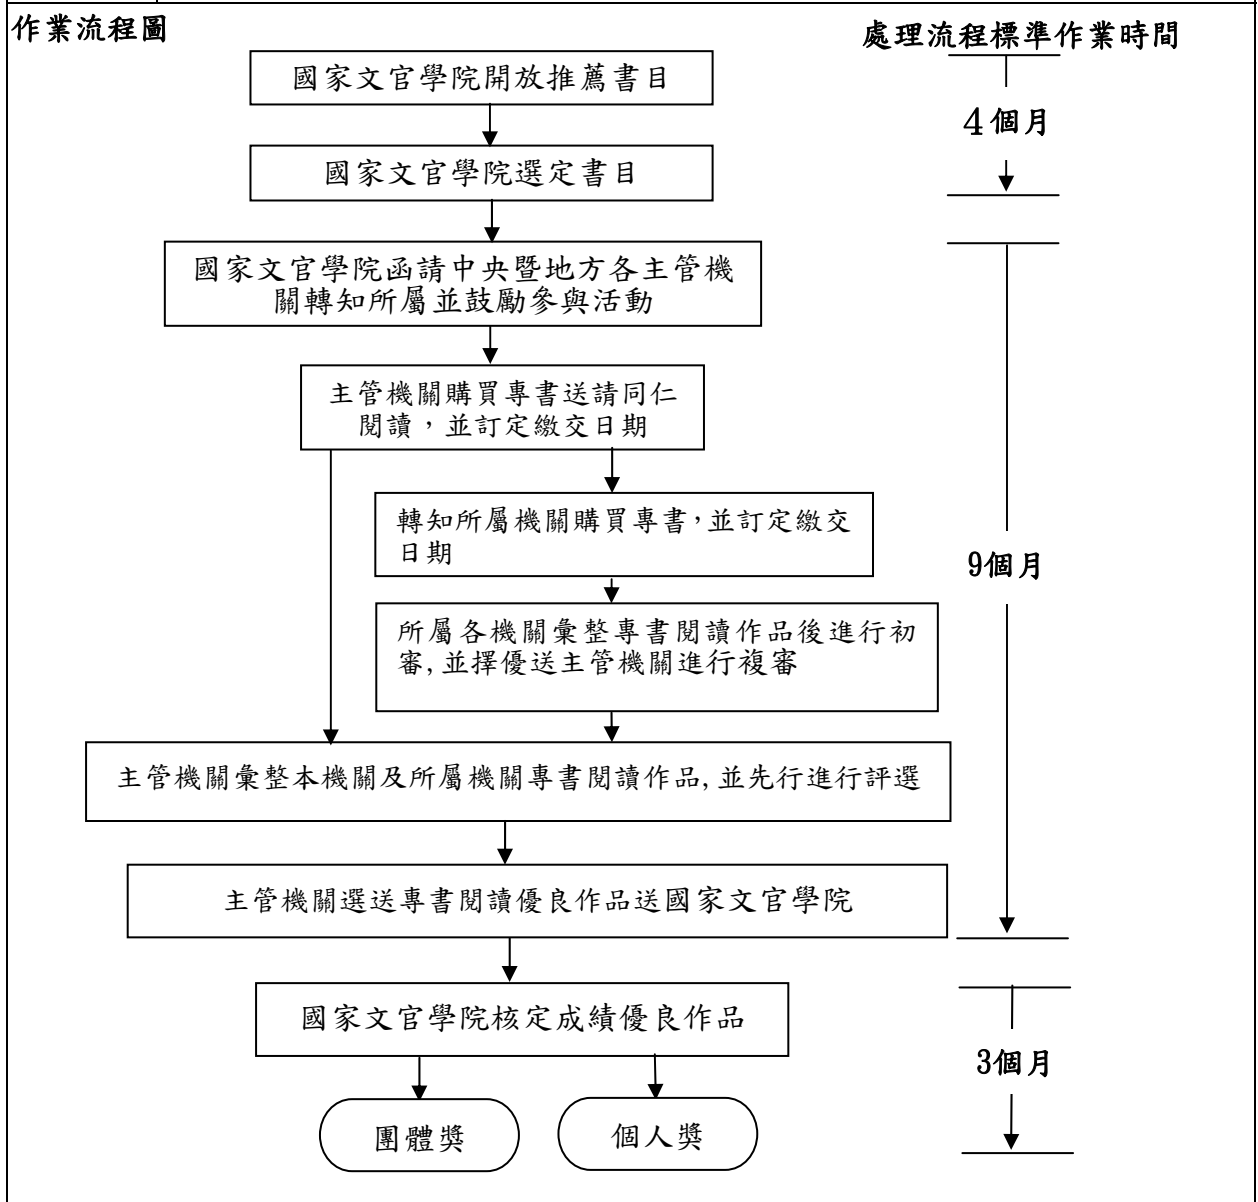 作業流程圖
處理流程標準作業時間
國家文官學院開放推薦書目
4個月
國家文官學院選定書目
國家文官學院函請中央暨地方各主管機
關轉知所屬並鼓勵參與活動
主管機關購買專書送請同仁
閱讀，並訂定繳交日期
轉知所屬機關購買專書，並訂定繳交
日期
9個月
所屬各機關彙整專書閱讀作品後進行初
審,並擇優送主管機關進行複審
主管機關彙整本機關及所屬機關專書閱讀作品,並先行進行評選
主管機關選送專書閱讀優良作品送國家文官學院
國家文官學院核定成績優良作品
3個月
團體獎
個人獎